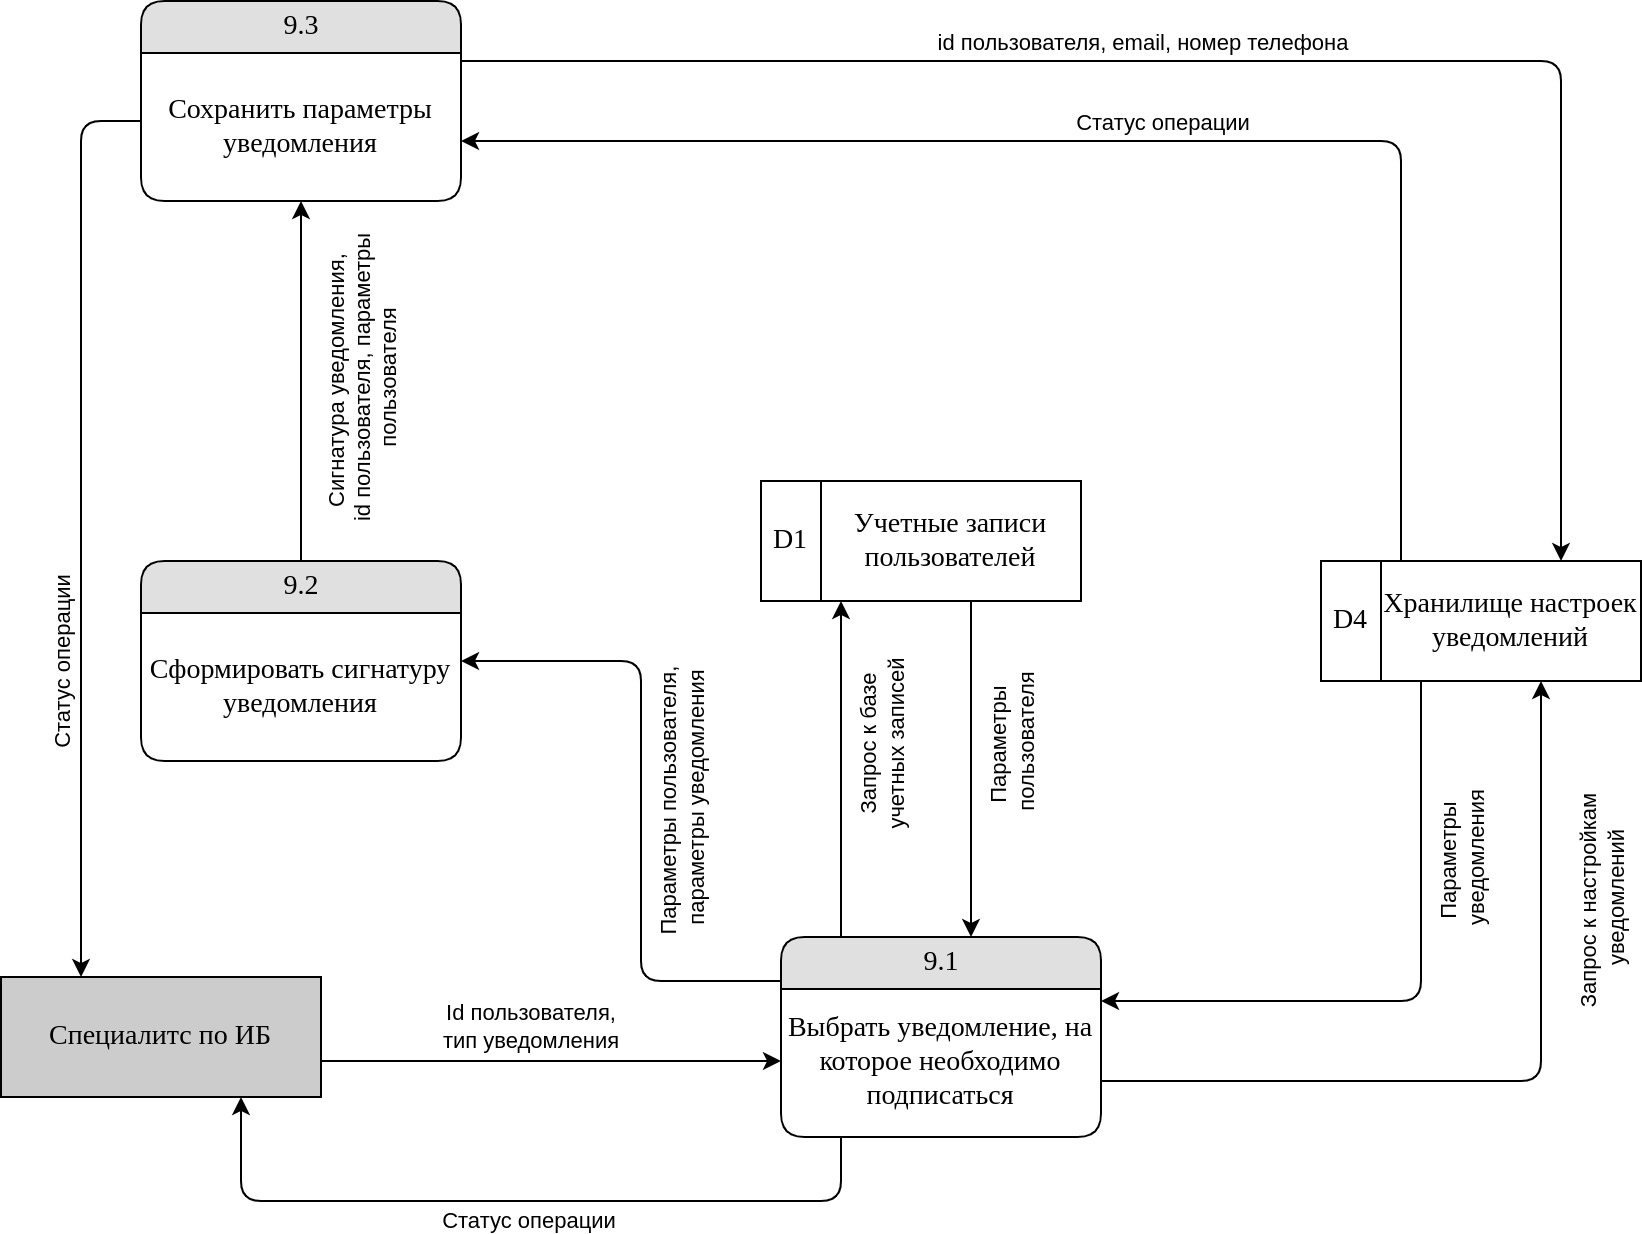 9.3
Сохранить параметры
уведомления
id пользователя, email, номер телефона
Статус операции
Сигнатура уведомления,
id пользователя, параметры
пользователя
Статус операции
9.2
Сформировать сигнатуру
уведомления
D1
Учетные записи
пользователей
D4
Хранилище настроек
уведомлений
Параметры пользователя,
параметры уведомления
Запрос к базе
учетных записей
Параметры
пользователя
Параметры
уведомления
Запрос к настройкам
уведомлений
Специалитс по ИБ
Id пользователя,
тип уведомления
9.1
Выбрать уведомление, на
которое необходимо
подписаться
Статус операции